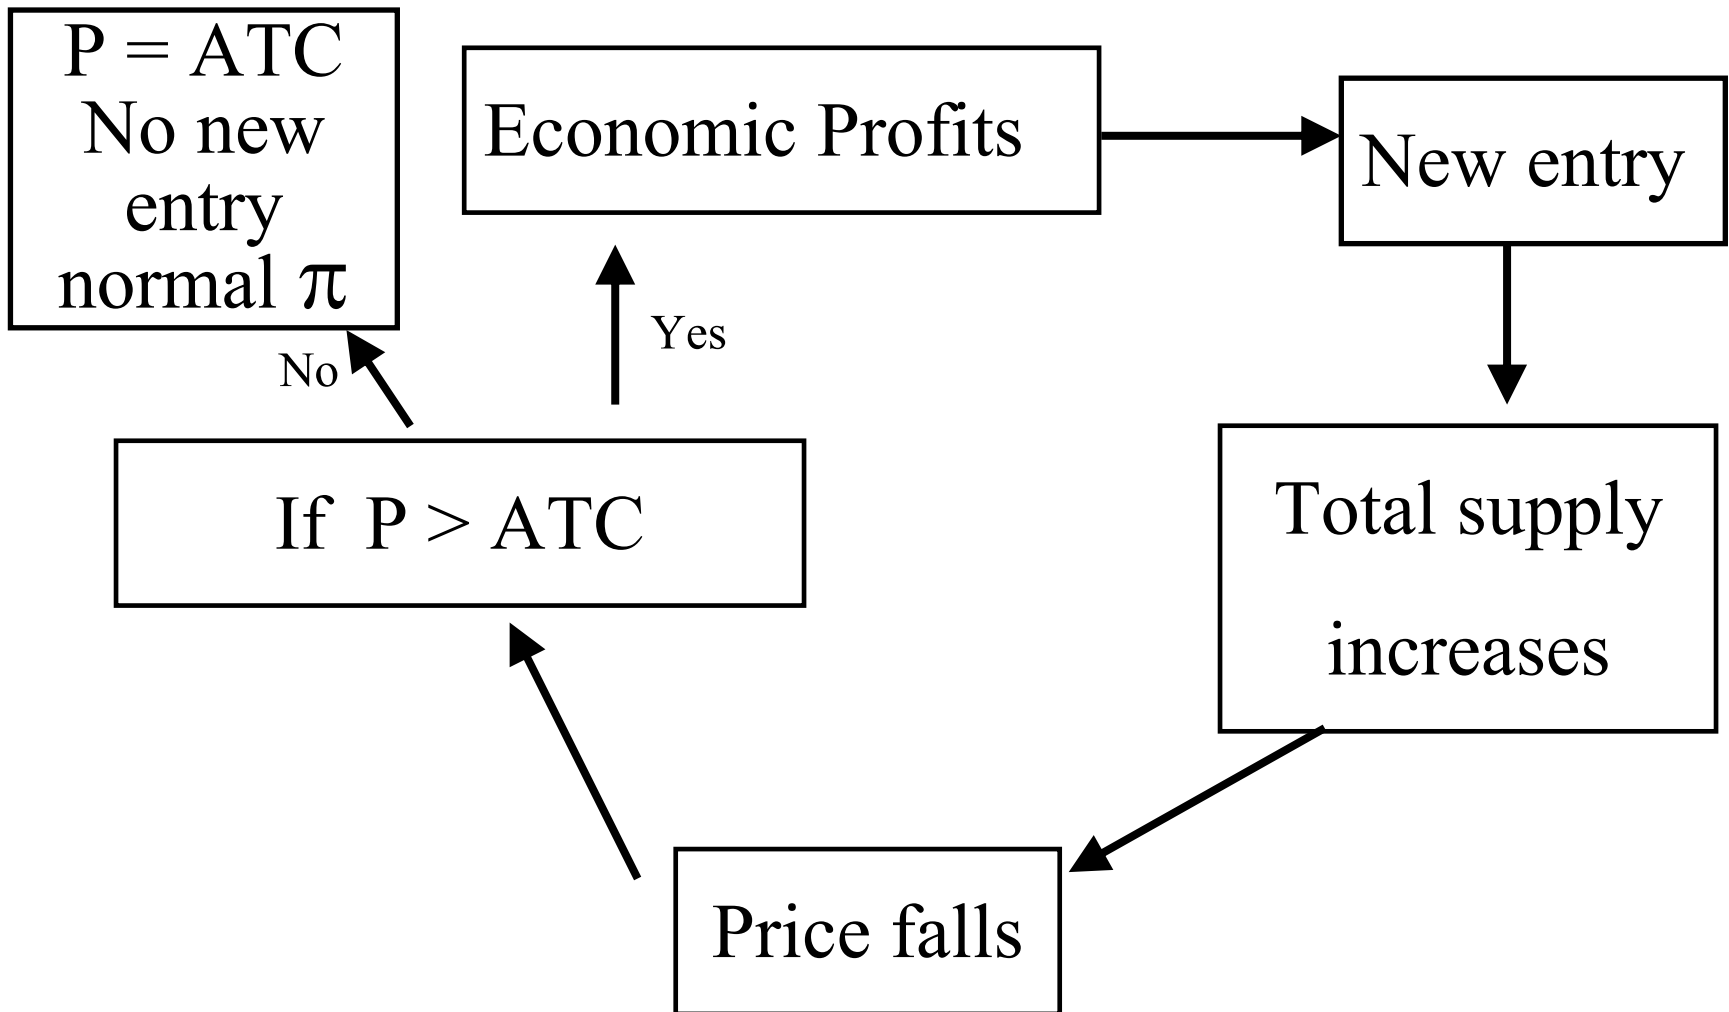 P = ATC
No new
entry
normal π
Economic Profits
New entry
Yes
No
If P > ATC
Total supply
increases
Price falls